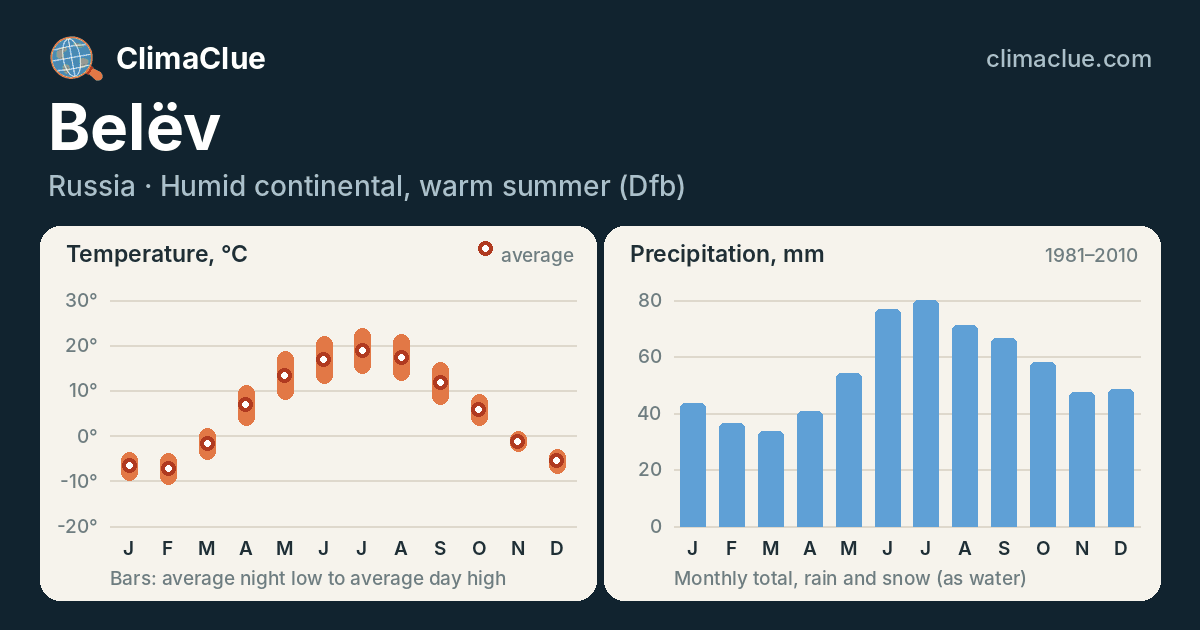 ClimaClue
climaclue.com
Belëv
Russia · Humid continental, warm summer (Dfb)
Temperature, °C
average
30°
20°
10°
0°
-10°
-20°
J F M A M J J A S O N D
Bars: average night low to average day high
Precipitation, mm
1981–2010
80
60
40
20
0
J F M A M J J A S O N D
Monthly total, rain and snow (as water)